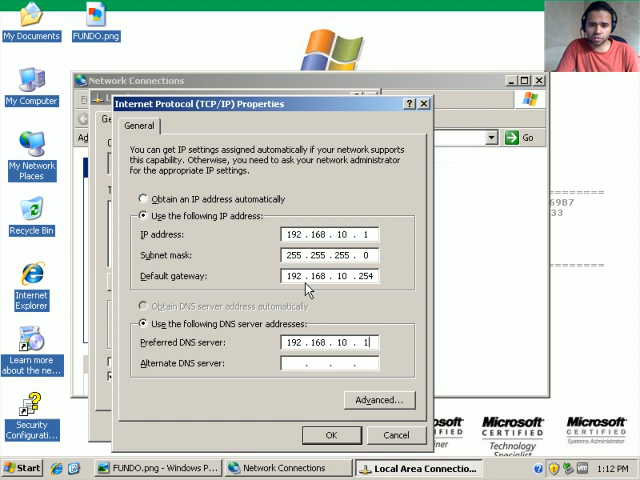 My Documents
FUNDO.png
My Computer
My Network
Places
Recycle Bin
Internet
Explorer
Learn more
about the ne...
Security
Configurati...
Network Connections
Go
Internet Protocol (TCP/IP) Properties
General
You can get IP settings assigned automatically if your network supports
this capability. Otherwise, you need to ask your network administrator
for the appropriate IP settings.
Obtain an IP address automatically
Use the following IP address:
IP address: 192 . 168 . 10 . 1
Subnet mask: 255 . 255 . 255 . 0
Default gateway: 192 . 168 . 10 . 254
Obtain DNS server address automatically
Use the following DNS server addresses:
Preferred DNS server: 192 . 168 . 10 . 1
Alternate DNS server: . . .
Advanced...
OK
Cancel
69B7
33
Microsoft
CERTIFIED
Technology
Specialist
Microsoft
CERTIFIED
Systems Administrator
Start
FUNDO.png - Windows P...
Network Connections
Local Area Connectio...
1:12 PM